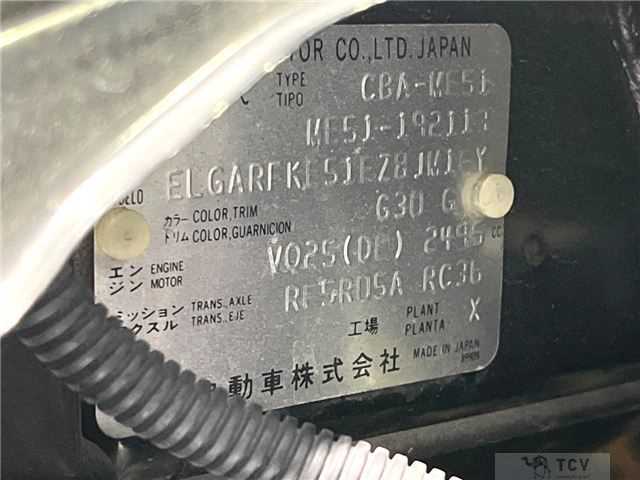 TOR CO.,LTD.JAPAN
TYPE
TIPO CBA-ME51
ME51-192113
ELGARFKE51EZ8JM1EY
カラー COLOR,TRIM
トリム COLOR,GUARNICION G30 G
エンジン ENGINE MOTOR VQ25(DE) 2495 CC
ミッション TRANS.,AXLE
クスル TRANS.,EJE RE5R05A RC36
工場 PLANT PLANTA X
動車株式会社 MADE IN JAPAN
TCV